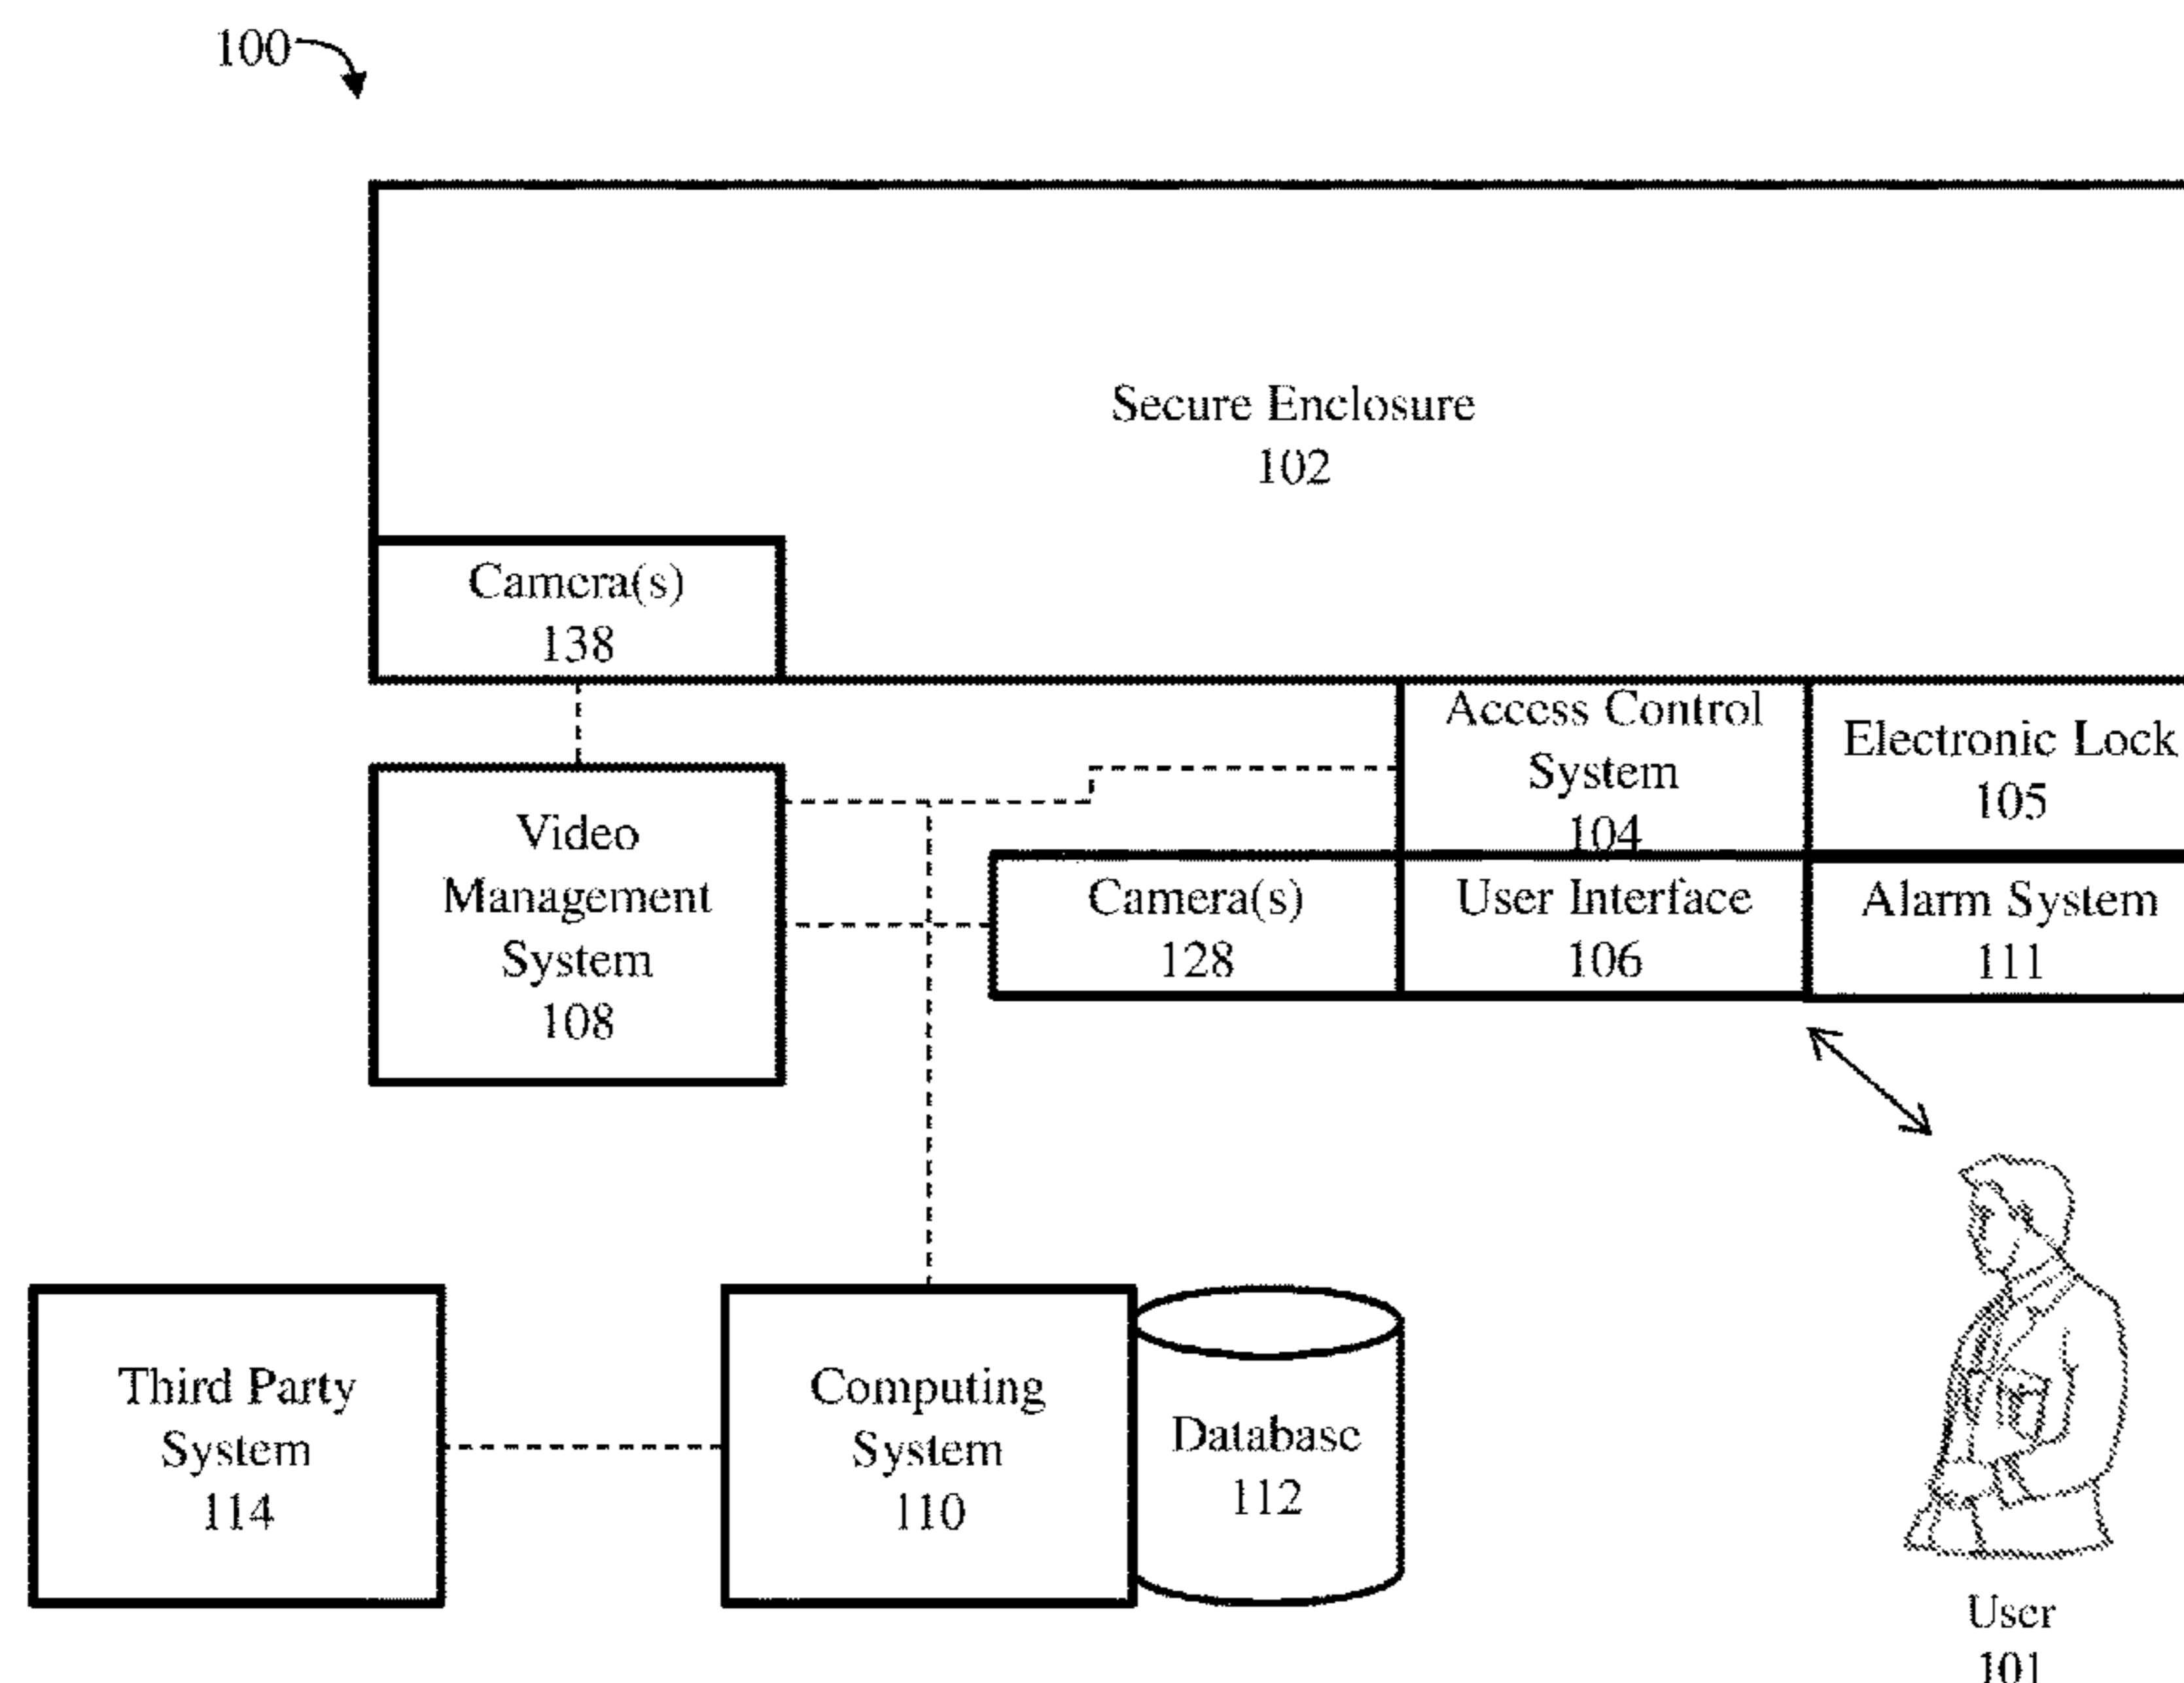 100
Secure Enclosure
102
Camera(s)
138
Access Control
System
104
Electronic Lock
105
Video
Management
System
108
Camera(s)
128
User Interface
106
Alarm System
111
Third Party
System
114
Computing
System
110
Database
112
User
101